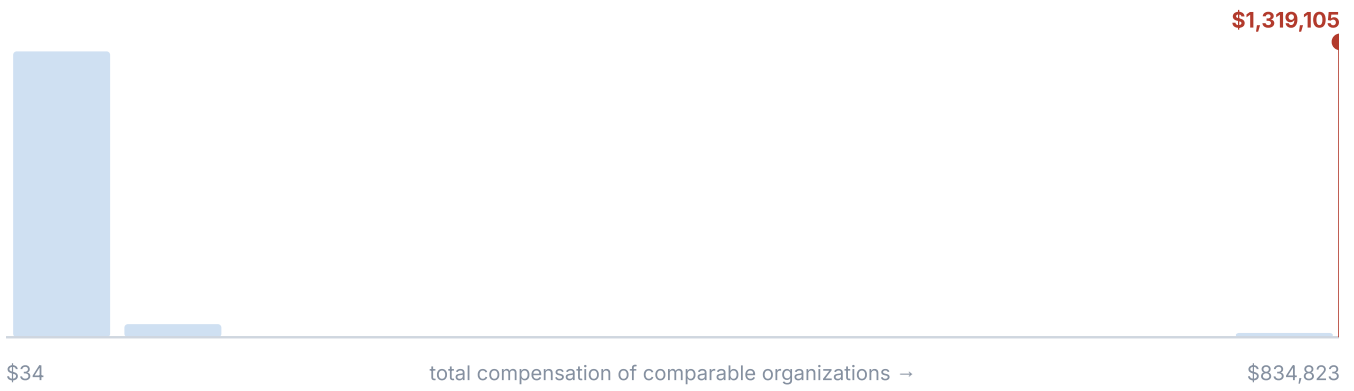 $1,319,105
$34 total compensation of comparable organizations → $834,823